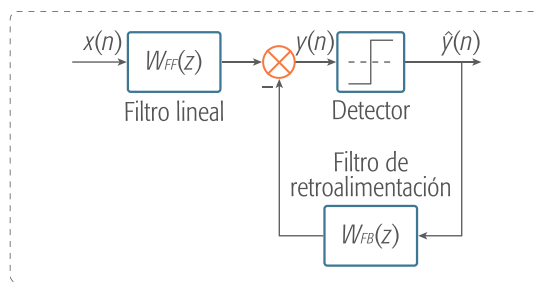 x(n)
W_FF(z)
Filtro lineal
−
y(n)
Detector
ŷ(n)
Filtro de
retroalimentación
W_FB(z)